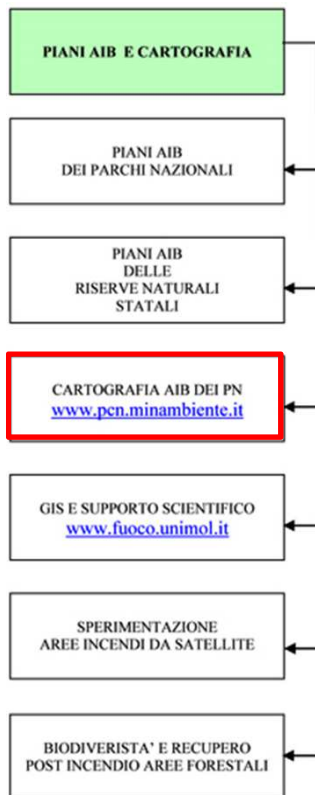 PIANI AIB E CARTOGRAFIA
PIANI AIB
DEI PARCHI NAZIONALI
PIANI AIB
DELLE
RISERVE NATURALI
STATALI
CARTOGRAFIA AIB DEI PN
www.pcn.minambiente.it
GIS E SUPPORTO SCIENTIFICO
www.fuoco.unimol.it
SPERIMENTAZIONE
AREE INCENDI DA SATELLITE
BIODIVERISTA' E RECUPERO
POST INCENDIO AREE FORESTALI